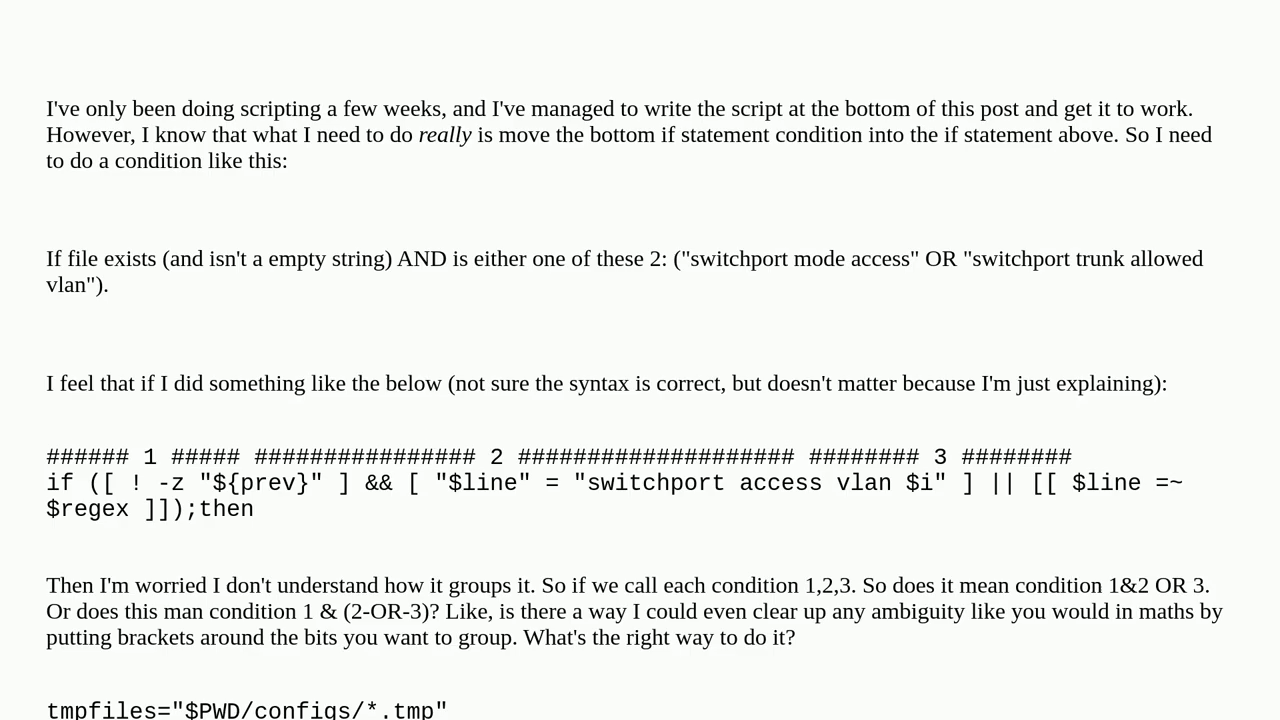 I've only been doing scripting a few weeks, and I've managed to write the script at the bottom of this post and get it to work.
However, I know that what I need to do really is move the bottom if statement condition into the if statement above. So I need
to do a condition like this:
If file exists (and isn't a empty string) AND is either one of these 2: ("switchport mode access" OR "switchport trunk allowed
vlan").
I feel that if I did something like the below (not sure the syntax is correct, but doesn't matter because I'm just explaining):
###### 1 ##### ################ 2 #################### ######## 3 ########
if ([ ! -z "${prev}" ] && [ "$line" = "switchport access vlan $i" ] || [[ $line =~
$regex ]]);then
Then I'm worried I don't understand how it groups it. So if we call each condition 1,2,3. So does it mean condition 1&2 OR 3.
Or does this man condition 1 & (2-OR-3)? Like, is there a way I could even clear up any ambiguity like you would in maths by
putting brackets around the bits you want to group. What's the right way to do it?
tmpfiles="$PWD/configs/*.tmp"